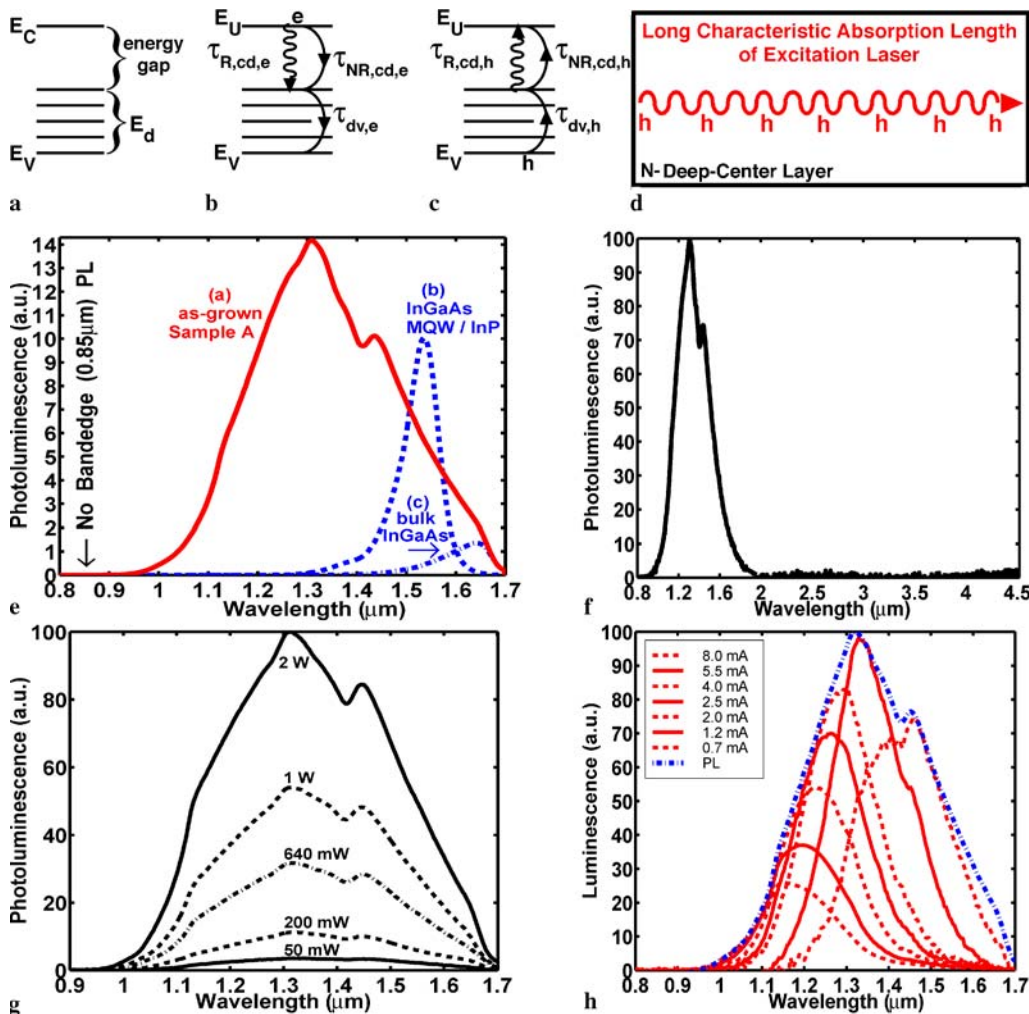 E_C
energy
gap
E_d
E_V
a
E_U
e
τ_R,cd,e
τ_NR,cd,e
τ_dv,e
E_V
b
E_U
τ_R,cd,h
τ_NR,cd,h
τ_dv,h
E_V
h
c
Long Characteristic Absorption Length
of Excitation Laser
h h h h h h h
N-Deep-Center Layer
d
Photoluminescence (a.u.)
14
13
12
11
10
9
8
7
6
5
4
3
2
1
0
No Bandedge (0.85μm) PL
(a)
as-grown
Sample A
(b)
InGaAs
MQW / InP
(c)
bulk
InGaAs
0.8 0.9 1 1.1 1.2 1.3 1.4 1.5 1.6 1.7
Wavelength (μm)
e
Photoluminescence (a.u.)
100
90
80
70
60
50
40
30
20
10
0
0.8 1.2 1.6 2 2.5 3 3.5 4 4.5
Wavelength (μm)
f
Photoluminescence (a.u.)
100
80
60
40
20
0
2 W
1 W
640 mW
200 mW
50 mW
0.9 1 1.1 1.2 1.3 1.4 1.5 1.6 1.7
Wavelength (μm)
g
Luminescence (a.u.)
100
90
80
70
60
50
40
30
20
10
0
8.0 mA
5.5 mA
4.0 mA
2.5 mA
2.0 mA
1.2 mA
0.7 mA
PL
0.8 0.9 1 1.1 1.2 1.3 1.4 1.5 1.6 1.7
Wavelength (μm)
h